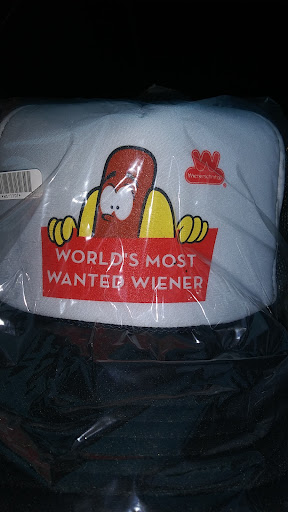 W
Wienerschnitzel
WORLD'S MOST
WANTED WIENER